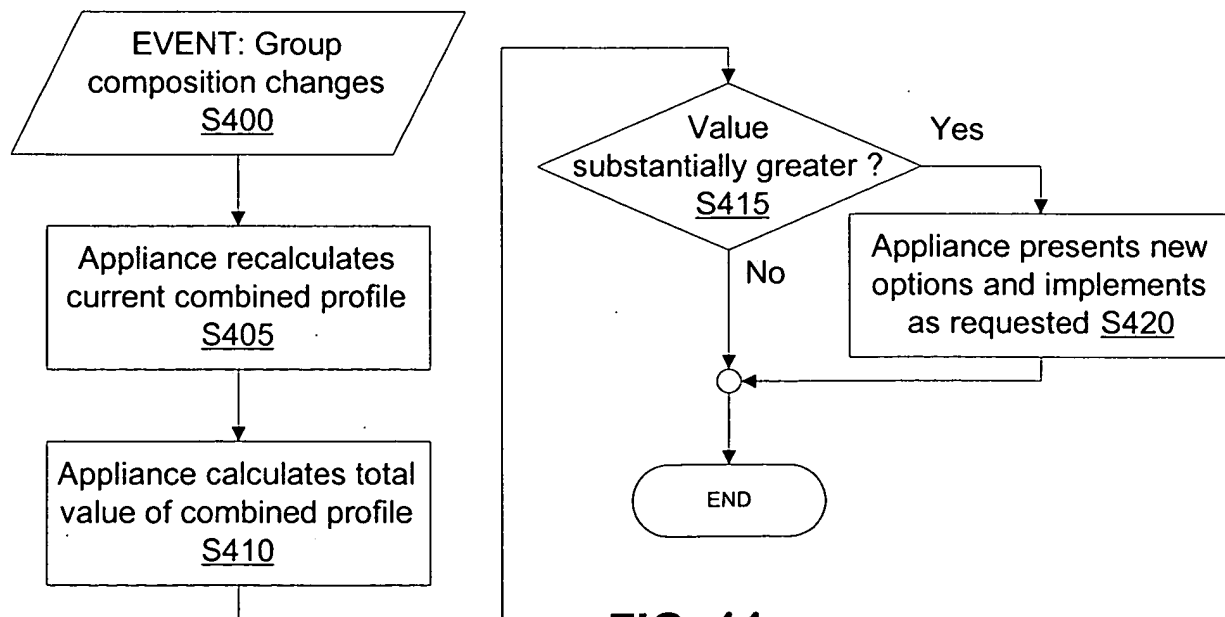 EVENT: Group
composition changes
S400
Appliance recalculates
current combined profile
S405
Appliance calculates total
value of combined profile
S410
Value
substantially greater ?
S415
Yes
No
Appliance presents new
options and implements
as requested S420
END